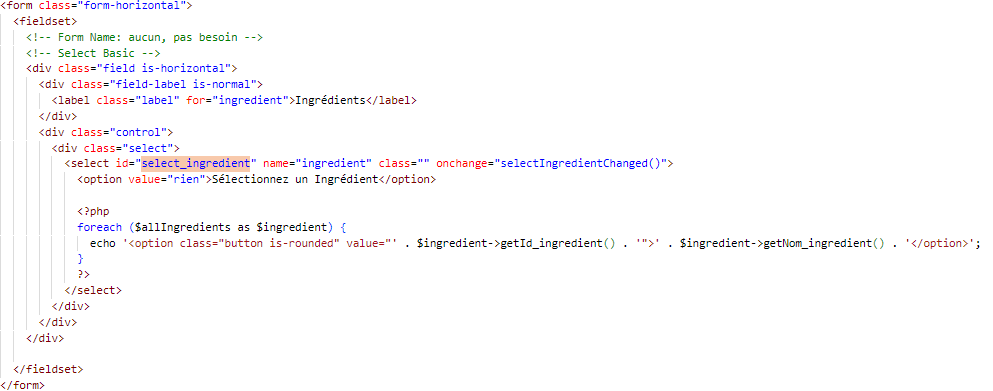 <form class="form-horizontal">
<fieldset>
<!-- Form Name: aucun, pas besoin -->
<!-- Select Basic -->
<div class="field is-horizontal">
<div class="field-label is-normal">
<label class="label" for="ingredient">Ingrédients</label>
</div>
<div class="control">
<div class="select">
<select id="select_ingredient" name="ingredient" class="" onchange="selectIngredientChanged()">
<option value="rien">Sélectionnez un Ingrédient</option>
<?php
foreach ($allIngredients as $ingredient) {
echo '<option class="button is-rounded" value="' . $ingredient->getId_ingredient() . '">' . $ingredient->getNom_ingredient() . '</option>';
}
?>
</select>
</div>
</div>
</div>
</fieldset>
</form>